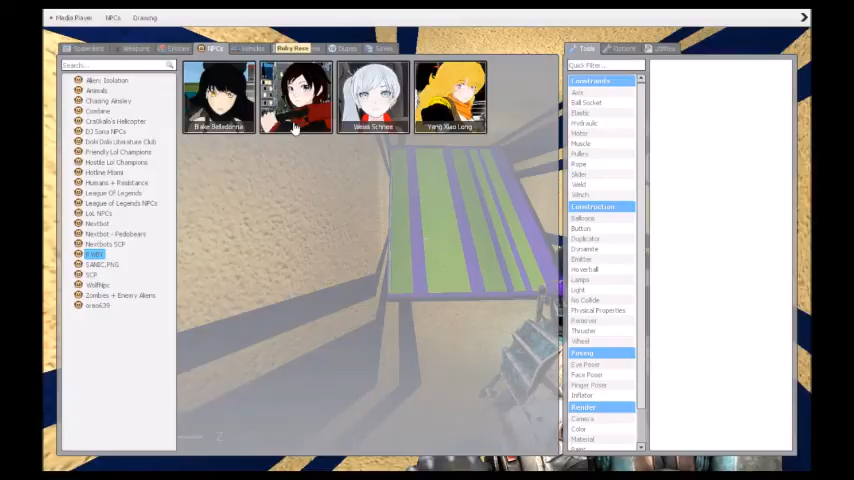 Media Player NPCs Drawing
Spawnlists Weapons Entities NPCs Vehicles Ruby Rose Dupes Saves
Tools Options Utilities
Search...
Quick Filter...
Alien: Isolation
Animals
Chasing Ainsley
Combine
Cra0kalo's Helicopter
DJ Sona NPCs
Doki Doki Literature Club
Friendly Lol Champions
Hostile Lol Champions
Hotline Miami
Humans + Resistance
League Of Legends
League of Legends NPCs
LoL NPCs
Nextbot
Nextbot - Pedobears
Nextbots SCP
RWBY
SANIC.PNG
SCP
WolfNpc
Zombies + Enemy Aliens
Blake Belladonna
Weiss Schnee
Yang Xiao Long
Constraints
Axis
Ball Socket
Elastic
Hydraulic
Motor
Muscle
Pulley
Rope
Slider
Weld
Winch
Construction
Balloons
Button
Duplicator
Dynamite
Emitter
Hoverball
Lamps
Light
No Collide
Physical Properties
Remover
Thruster
Wheel
Posing
Eye Poser
Face Poser
Finger Poser
Inflator
Render
Camera
Color
Material
Z